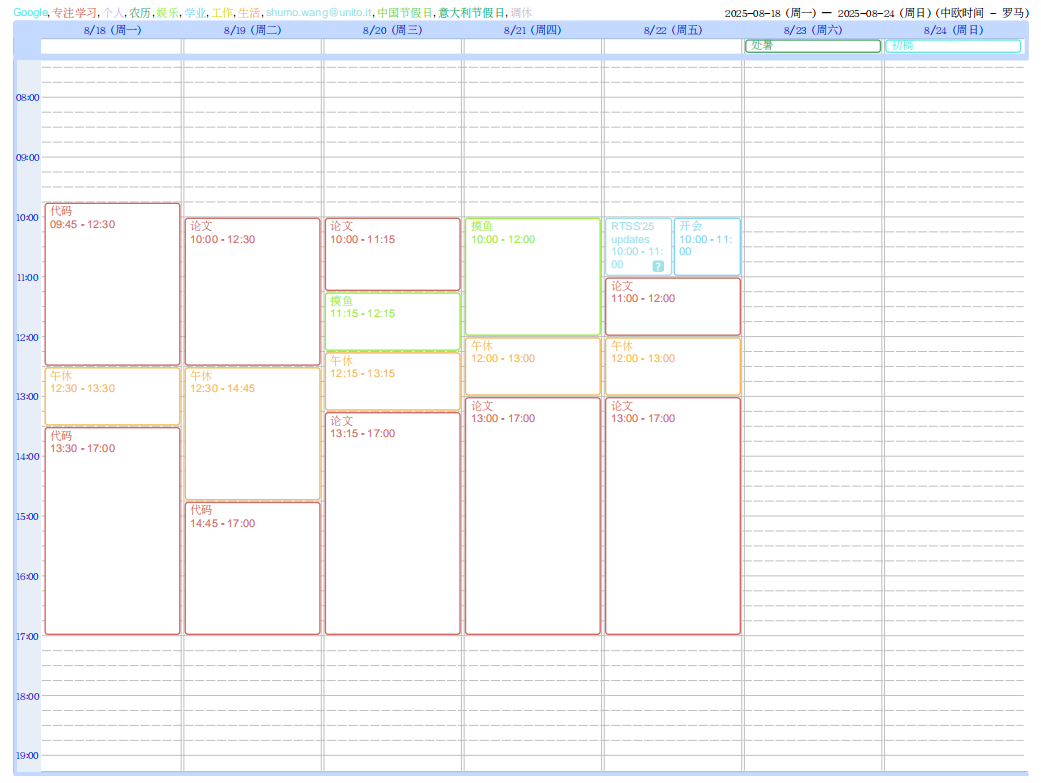 Google, 专注学习, 个人, 农历, 娱乐, 学业, 工作, 生活, shumo.wang@unito.it, 中国节假日, 意大利节假日, 调休
2025-08-18 (周一) — 2025-08-24 (周日) (中欧时间 - 罗马)
8/18 (周一)
8/19 (周二)
8/20 (周三)
8/21 (周四)
8/22 (周五)
8/23 (周六)
8/24 (周日)
处暑
初稿
08:00
09:00
10:00
11:00
12:00
13:00
14:00
15:00
16:00
17:00
18:00
19:00
代码
09:45 - 12:30
午休
12:30 - 13:30
代码
13:30 - 17:00
论文
10:00 - 12:30
午休
12:30 - 14:45
代码
14:45 - 17:00
论文
10:00 - 11:15
摸鱼
11:15 - 12:15
午休
12:15 - 13:15
论文
13:15 - 17:00
摸鱼
10:00 - 12:00
午休
12:00 - 13:00
论文
13:00 - 17:00
RTSS'25
updates
10:00 - 11:
00
?
开会
10:00 - 11:
00
论文
11:00 - 12:00
午休
12:00 - 13:00
论文
13:00 - 17:00